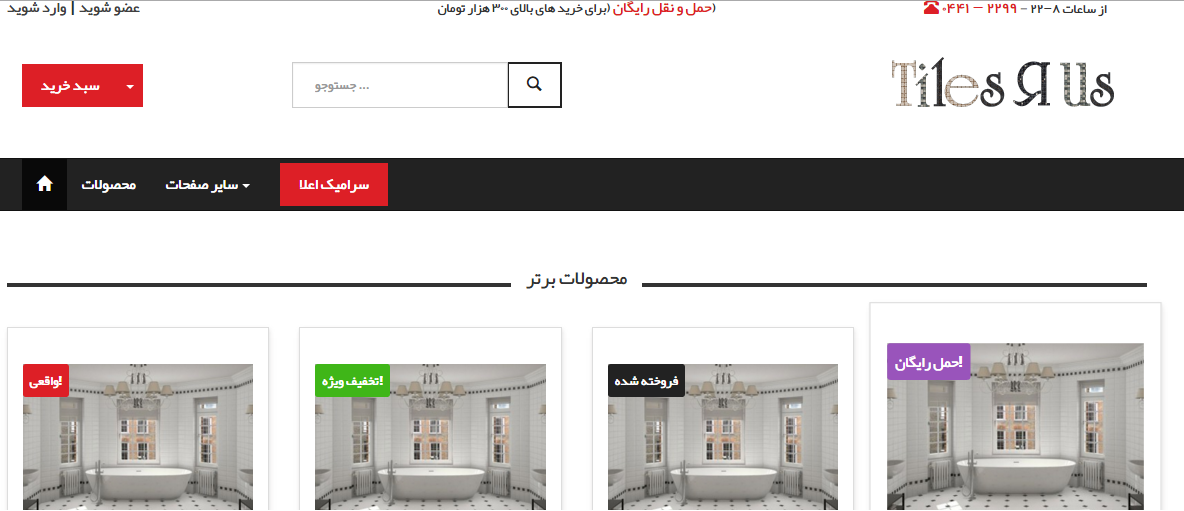 از ساعات ۸-۲۲ - ۲۲۹۹ - ۰۴۴۱
(حمل و نقل رایگان (برای خرید های بالای ۳۰۰ هزار تومان
عضو شوید | وارد شوید
Tiles R Us
جستوجو ...
سبد خرید
محصولات
سایر صفحات
سرامیک اعلا
محصولات برتر
حمل رایگان!
فروخته شده
تخفیف ویژه!
واقعی!